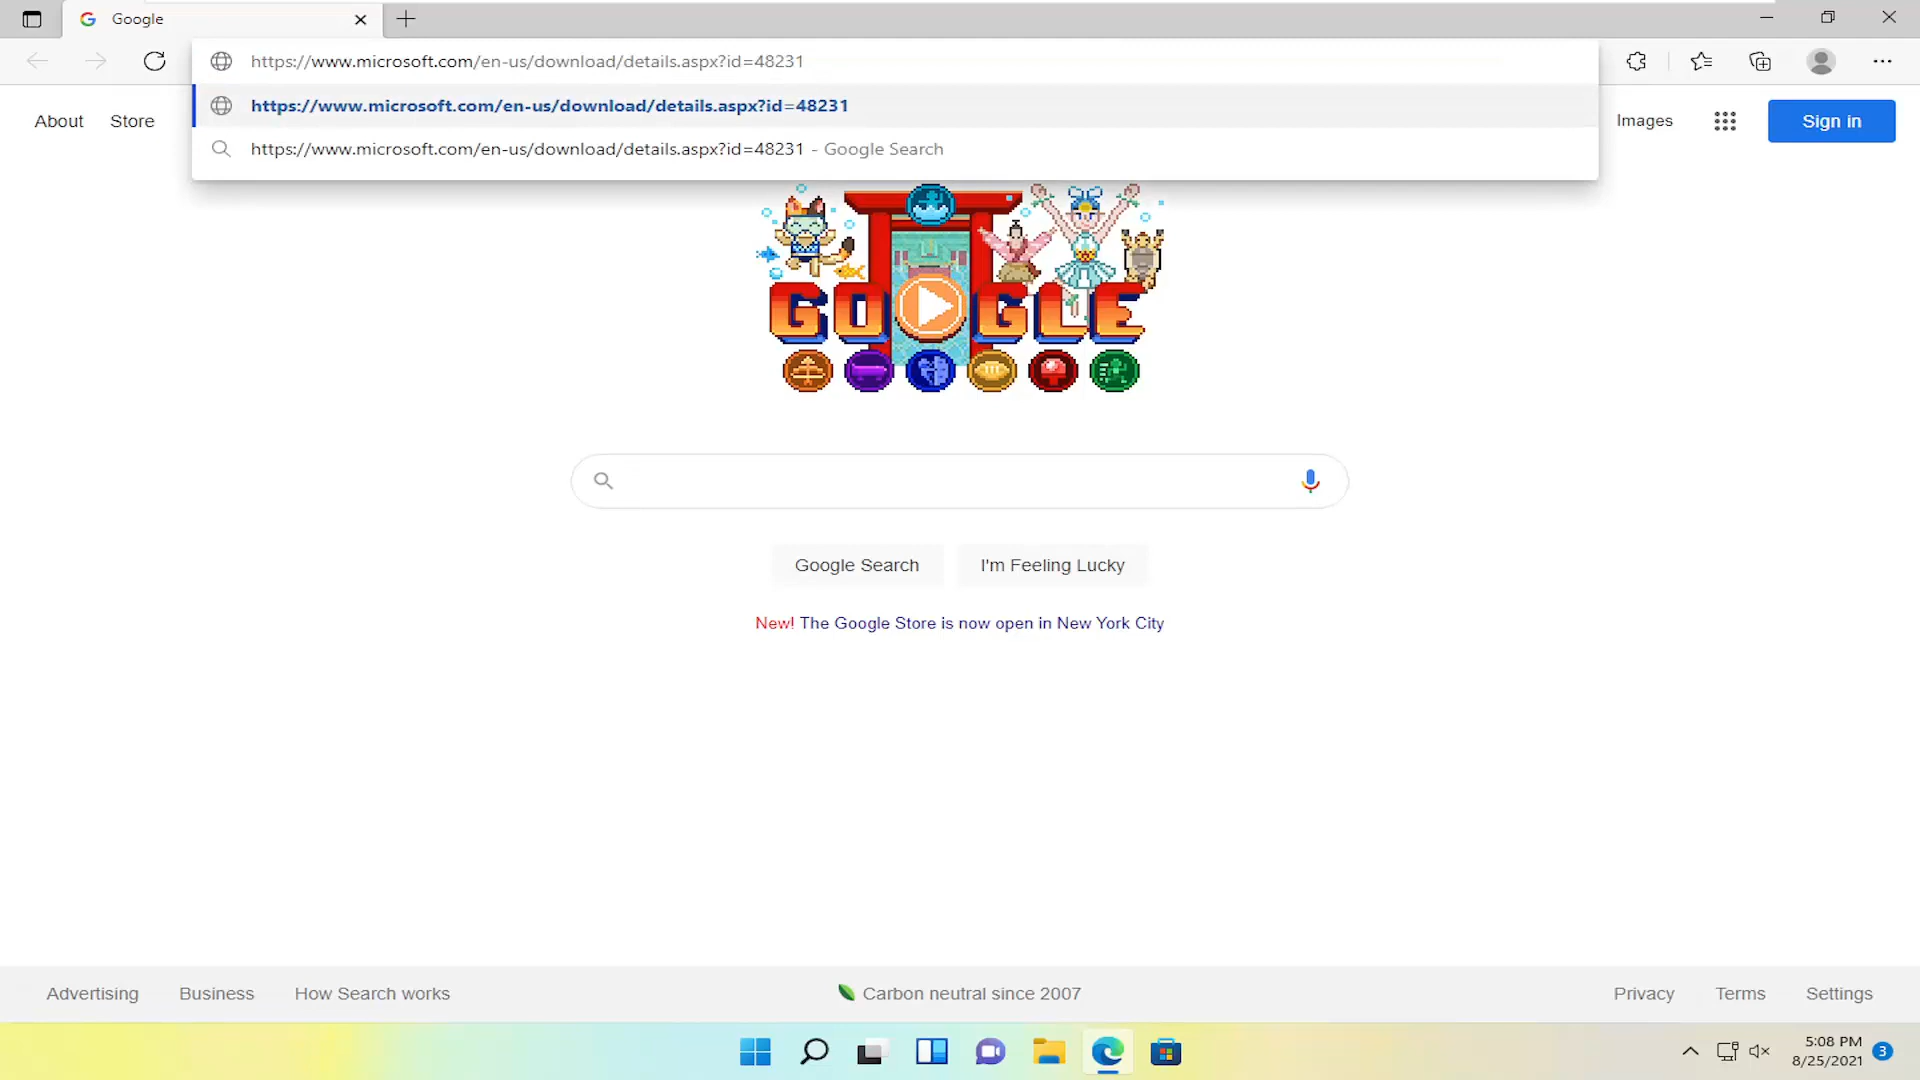 Google
https://www.microsoft.com/en-us/download/details.aspx?id=48231
https://www.microsoft.com/en-us/download/details.aspx?id=48231
https://www.microsoft.com/en-us/download/details.aspx?id=48231 - Google Search
About Store Images Sign in
GOOGLE
Google Search I'm Feeling Lucky
New! The Google Store is now open in New York City
Advertising Business How Search works Carbon neutral since 2007 Privacy Terms Settings
5:08 PM
8/25/2021 3